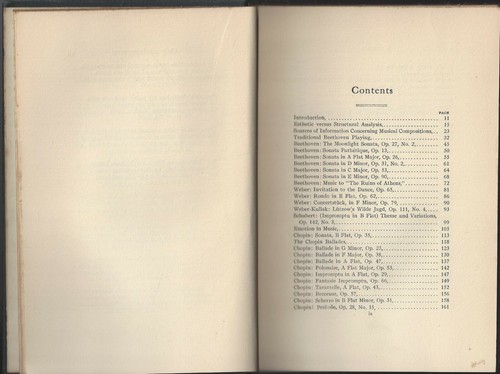 Contents
PAGE
Introduction, 11
Esthetic versus Structural Analysis, 15
Sources of Information Concerning Musical Compositions, 23
Traditional Beethoven Playing, 32
Beethoven: The Moonlight Sonata, Op. 27, No. 2, 45
Beethoven: Sonata Pathétique, Op. 13, 50
Beethoven: Sonata in A Flat Major, Op. 26, 55
Beethoven: Sonata in D Minor, Op. 31, No. 2, 61
Beethoven: Sonata in C Major, Op. 53, 64
Beethoven: Sonata in E Minor, Op. 90, 68
Beethoven: Music to "The Ruins of Athens," 72
Weber: Invitation to the Dance, Op. 65, 81
Weber: Rondo in E Flat, Op. 62, 86
Weber: Concertstück, in F Minor, Op. 79, 90
Weber-Kullak: Lützow's Wilde Jagd, Op. 111, No. 4, 93
Schubert: (Impromptu in B Flat) Theme and Variations,
Op. 142, No. 3, 99
Emotion in Music, 105
Chopin: Sonata, B Flat, Op. 35, 113
The Chopin Ballades, 118
Chopin: Ballade in G Minor, Op. 23, 123
Chopin: Ballade in F Major, Op. 38, 130
Chopin: Ballade in A Flat, Op. 47, 137
Chopin: Polonaise, A Flat Major, Op. 53, 142
Chopin: Impromptu in A Flat, Op. 29, 147
Chopin: Fantasie Impromptu, Op. 66, 149
Chopin: Tarantelle, A Flat, Op. 43, 152
Chopin: Berceuse, Op. 57, 156
Chopin: Scherzo in B Flat Minor, Op. 31, 158
Chopin: Prelude, Op. 28, No. 15, 161
ix